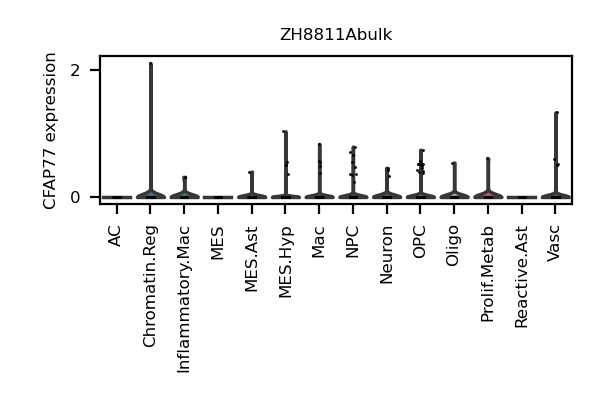 ZH8811Abulk
CFAP77 expression
2
0
AC
Chromatin.Reg
Inflammatory.Mac
MES
MES.Ast
MES.Hyp
Mac
NPC
Neuron
OPC
Oligo
Prolif.Metab
Reactive.Ast
Vasc